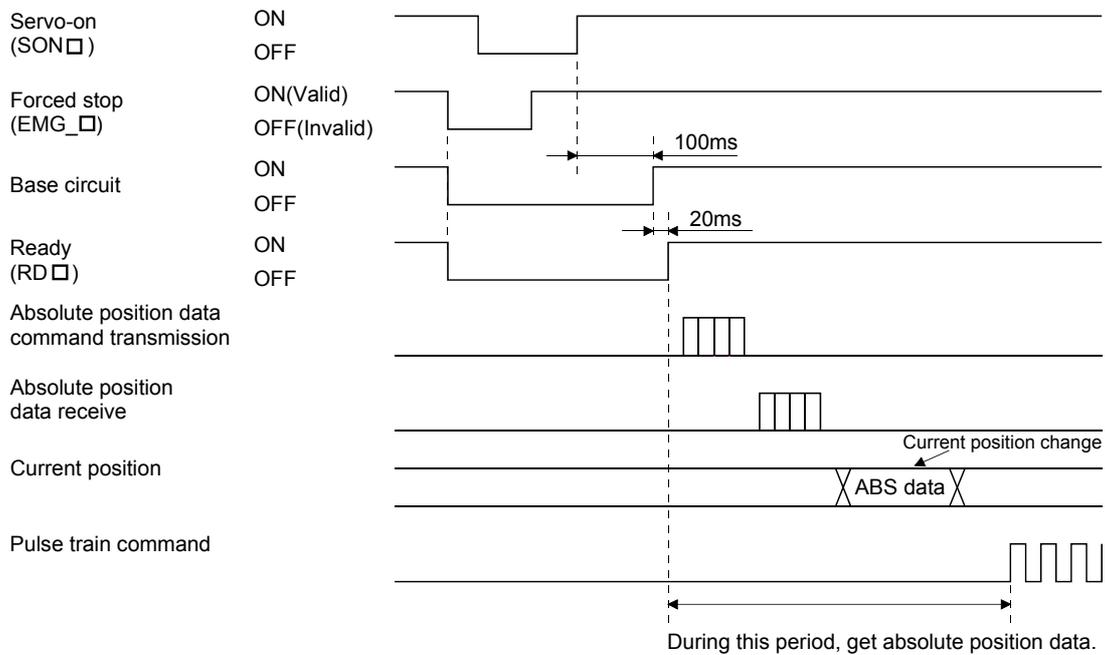 Servo-on
(SON□)
ON
OFF
Forced stop
(EMG_□)
ON(Valid)
OFF(Invalid)
100ms
Base circuit
ON
OFF
20ms
Ready
(RD□)
ON
OFF
Absolute position data
command transmission
Absolute position
data receive
Current position change
Current position
ABS data
Pulse train command
During this period, get absolute position data.